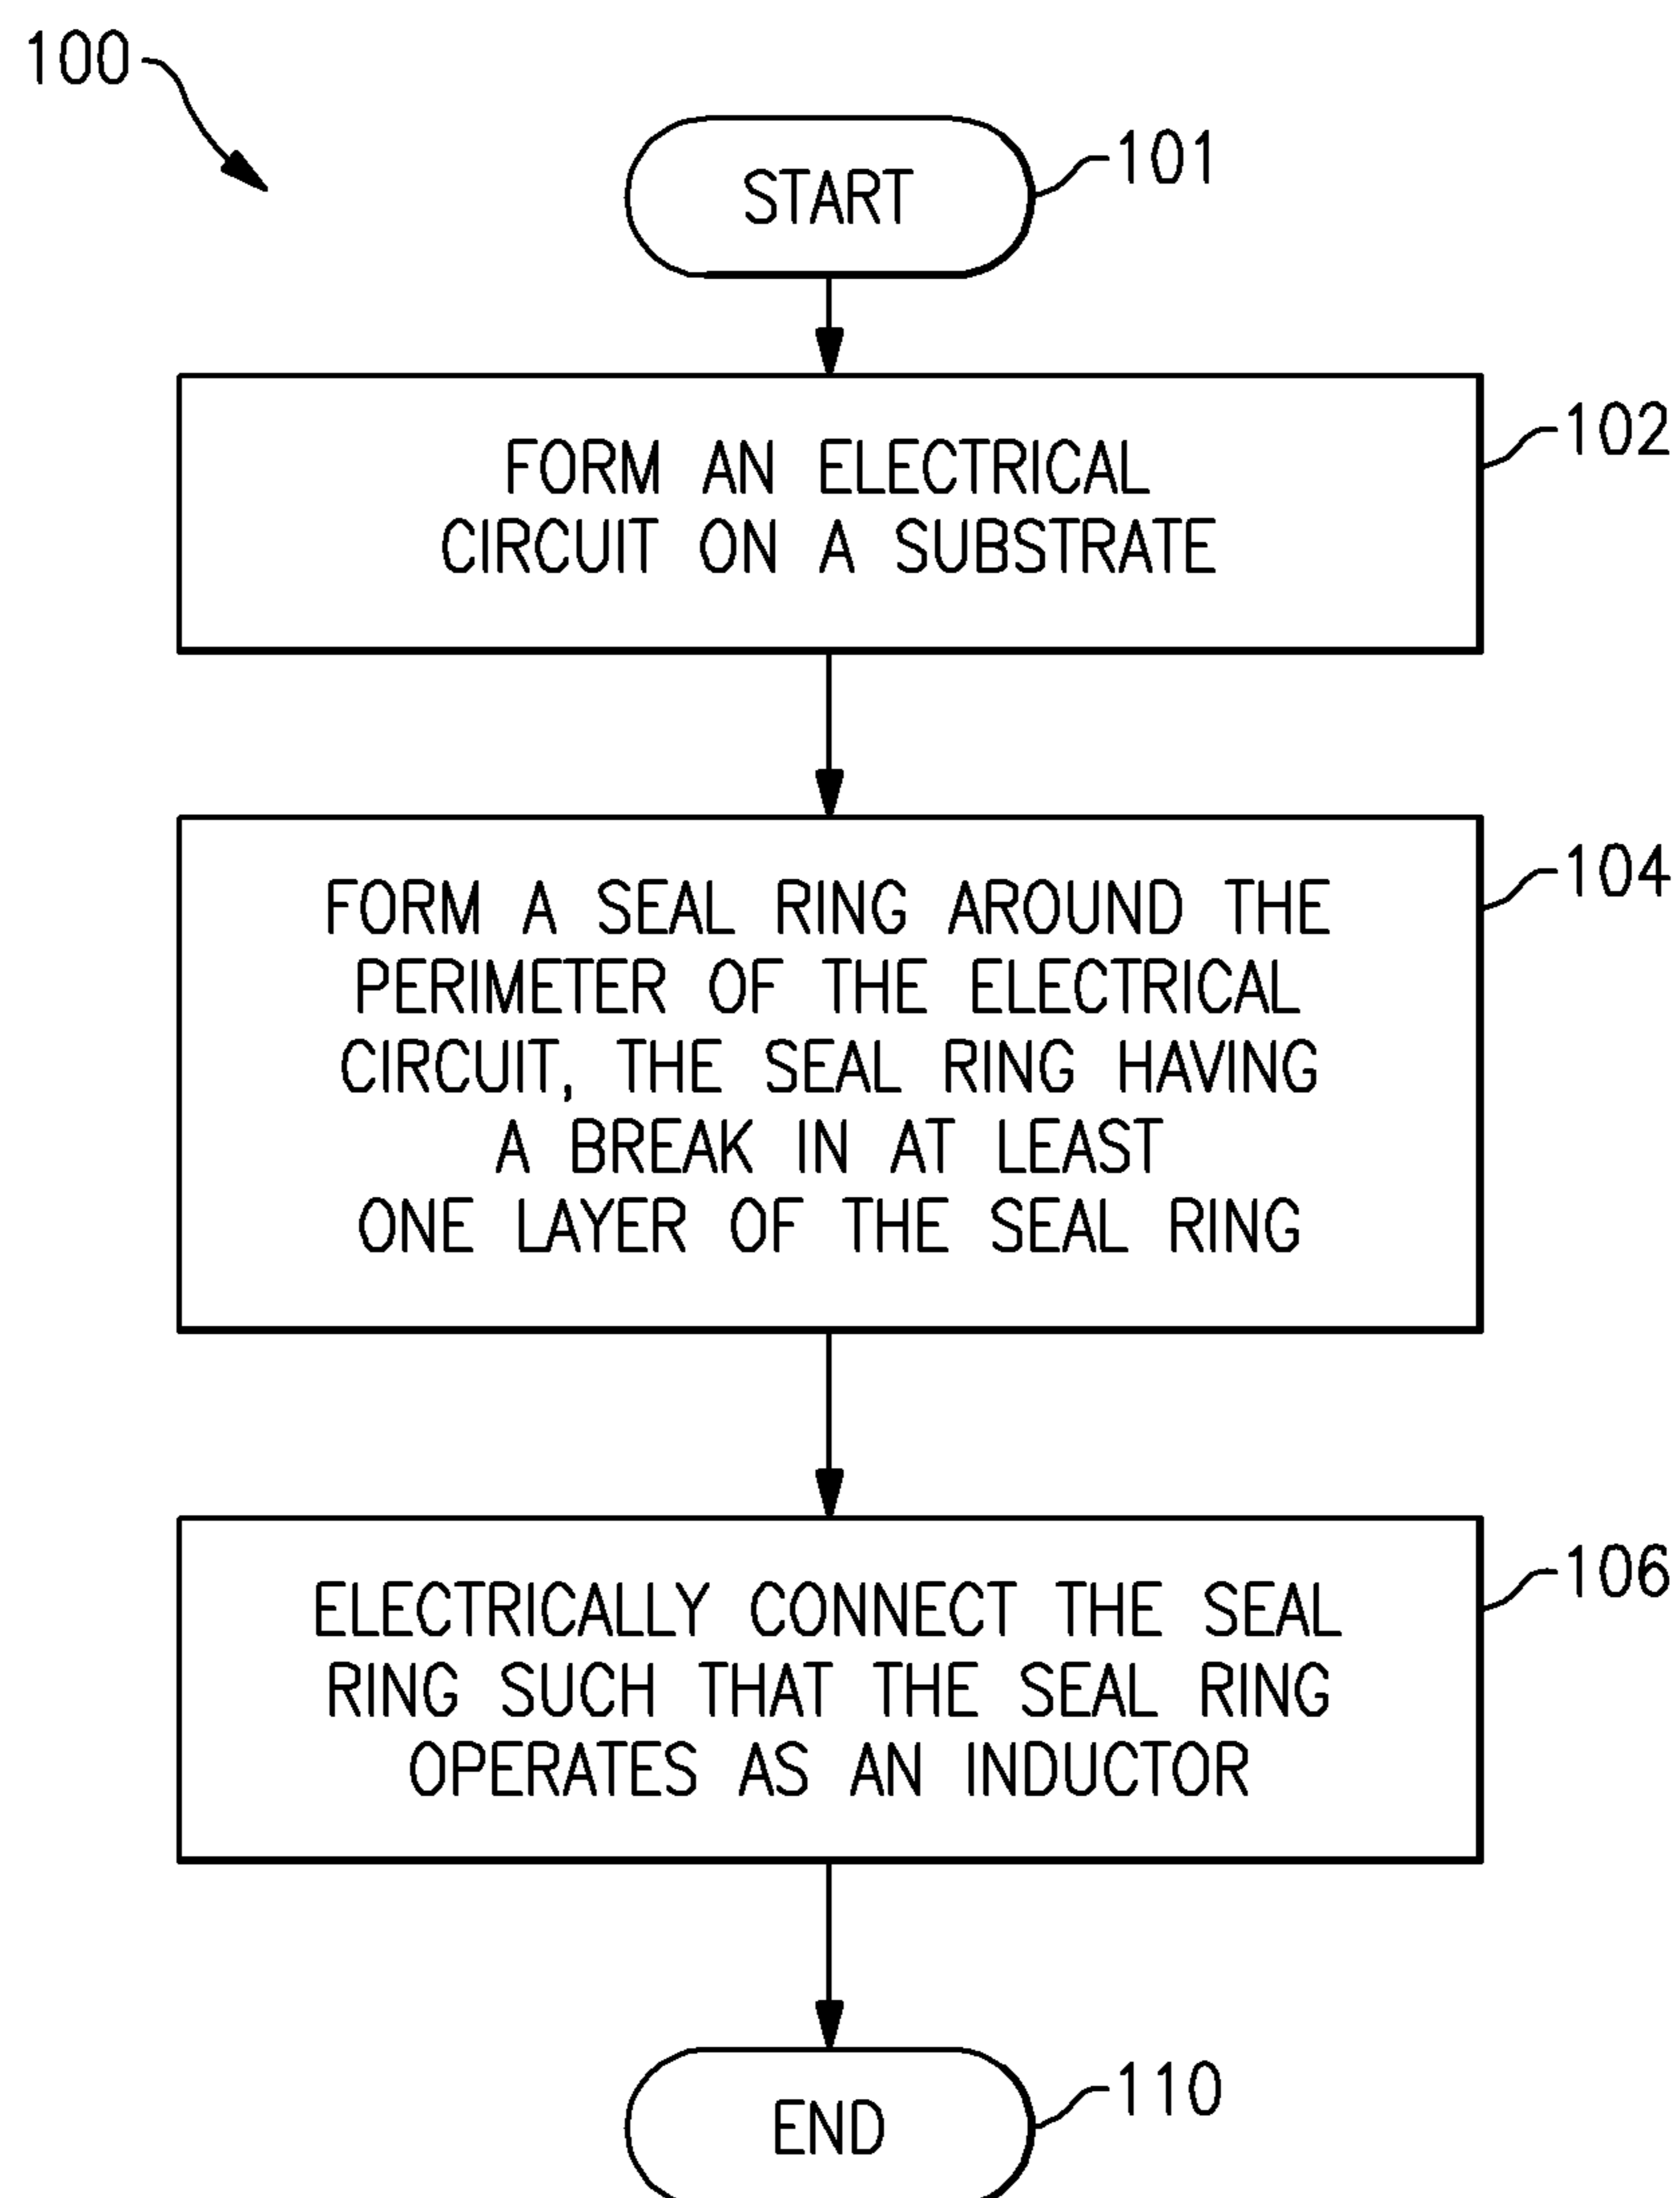 100
START
101
FORM AN ELECTRICAL
CIRCUIT ON A SUBSTRATE
102
FORM A SEAL RING AROUND THE
PERIMETER OF THE ELECTRICAL
CIRCUIT, THE SEAL RING HAVING
A BREAK IN AT LEAST
ONE LAYER OF THE SEAL RING
104
ELECTRICALLY CONNECT THE SEAL
RING SUCH THAT THE SEAL RING
OPERATES AS AN INDUCTOR
106
END
110